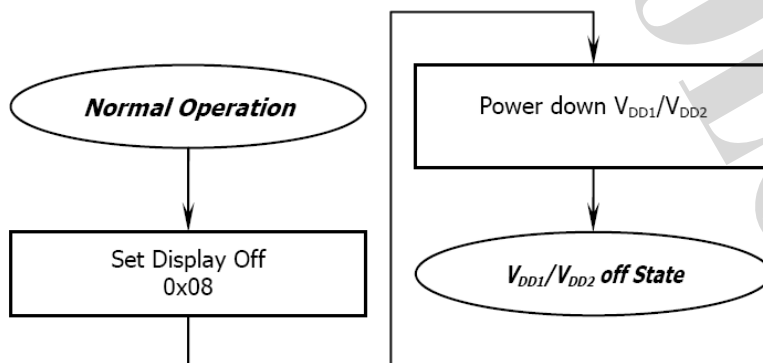 Normal Operation
Set Display Off
0x08
Power down VDD1/VDD2
VDD1/VDD2 off State